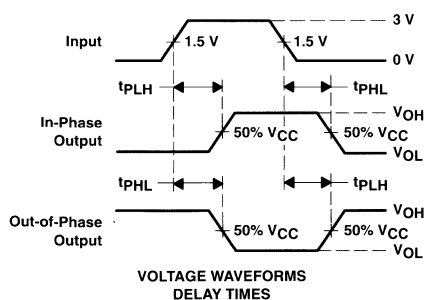 3 V
Input
1.5 V
1.5 V
0 V
tPLH
tPHL
In-Phase
Output
VOH
50% VCC
50% VCC
VOL
tPHL
tPLH
Out-of-Phase
Output
VOH
50% VCC
50% VCC
VOL
VOLTAGE WAVEFORMS
DELAY TIMES